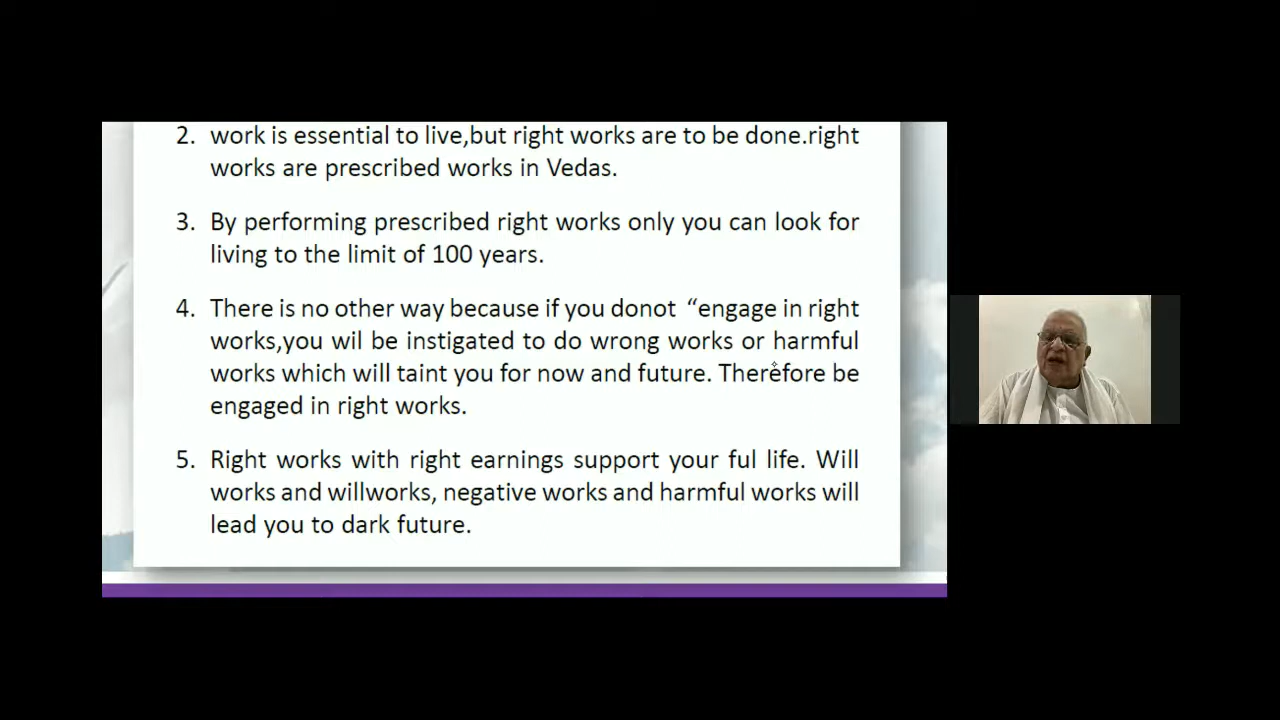 2. work is essential to live,but right works are to be done.right
works are prescribed works in Vedas.
3. By performing prescribed right works only you can look for
living to the limit of 100 years.
4. There is no other way because if you donot “engage in right
works,you wil be instigated to do wrong works or harmful
works which will taint you for now and future. Therefore be
engaged in right works.
5. Right works with right earnings support your ful life. Will
works and willworks, negative works and harmful works will
lead you to dark future.